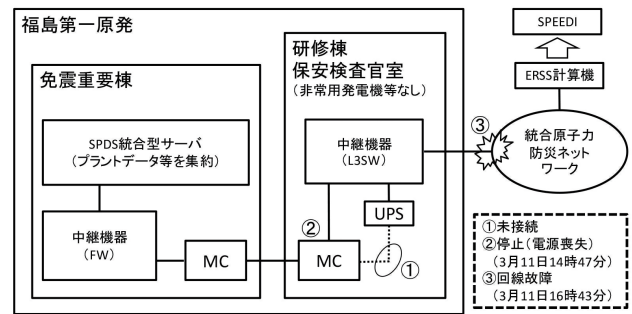 福島第一原発
免震重要棟
SPDS統合型サーバ
(プラントデータ等を集約)
中継機器
(FW)
MC
研修棟
保安検査官室
(非常用発電機等なし)
中継機器
(L3SW)
UPS
②
MC
①
③
SPEEDI
ERSS計算機
統合原子力
防災ネット
ワーク
①未接続
②停止(電源喪失)
(3月11日14時47分)
③回線故障
(3月11日16時43分)